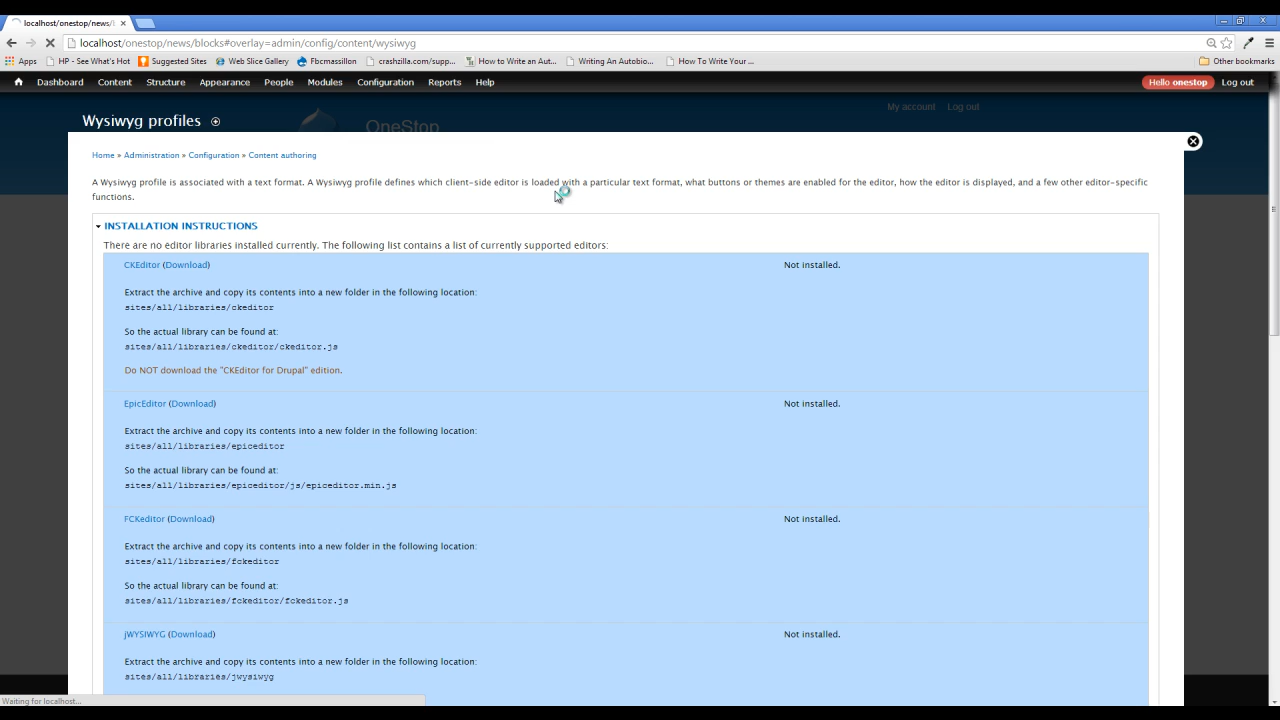 localhost/onestop/news/l
localhost/onestop/news/blocks#overlay=admin/config/content/wysiwyg
Apps HP - See What's Hot Suggested Sites Web Slice Gallery Fbcmassillon crashzilla.com/supp... How to Write an Aut... Writing An Autobio... How To Write Your ... Other bookmarks
Dashboard Content Structure Appearance People Modules Configuration Reports Help Hello onestop Log out
My account Log out
Wysiwyg profiles
OneStop
Home » Administration » Configuration » Content authoring
A Wysiwyg profile is associated with a text format. A Wysiwyg profile defines which client-side editor is loaded with a particular text format, what buttons or themes are enabled for the editor, how the editor is displayed, and a few other editor-specific
functions.
INSTALLATION INSTRUCTIONS
There are no editor libraries installed currently. The following list contains a list of currently supported editors:
CKEditor (Download) Not installed.
Extract the archive and copy its contents into a new folder in the following location:
sites/all/libraries/ckeditor
So the actual library can be found at:
sites/all/libraries/ckeditor/ckeditor.js
Do NOT download the "CKEditor for Drupal" edition.
EpicEditor (Download) Not installed.
Extract the archive and copy its contents into a new folder in the following location:
sites/all/libraries/epiceditor
So the actual library can be found at:
sites/all/libraries/epiceditor/js/epiceditor.min.js
FCKeditor (Download) Not installed.
Extract the archive and copy its contents into a new folder in the following location:
sites/all/libraries/fckeditor
So the actual library can be found at:
sites/all/libraries/fckeditor/fckeditor.js
jWYSIWYG (Download) Not installed.
Extract the archive and copy its contents into a new folder in the following location:
sites/all/libraries/jwysiwyg
Waiting for localhost...